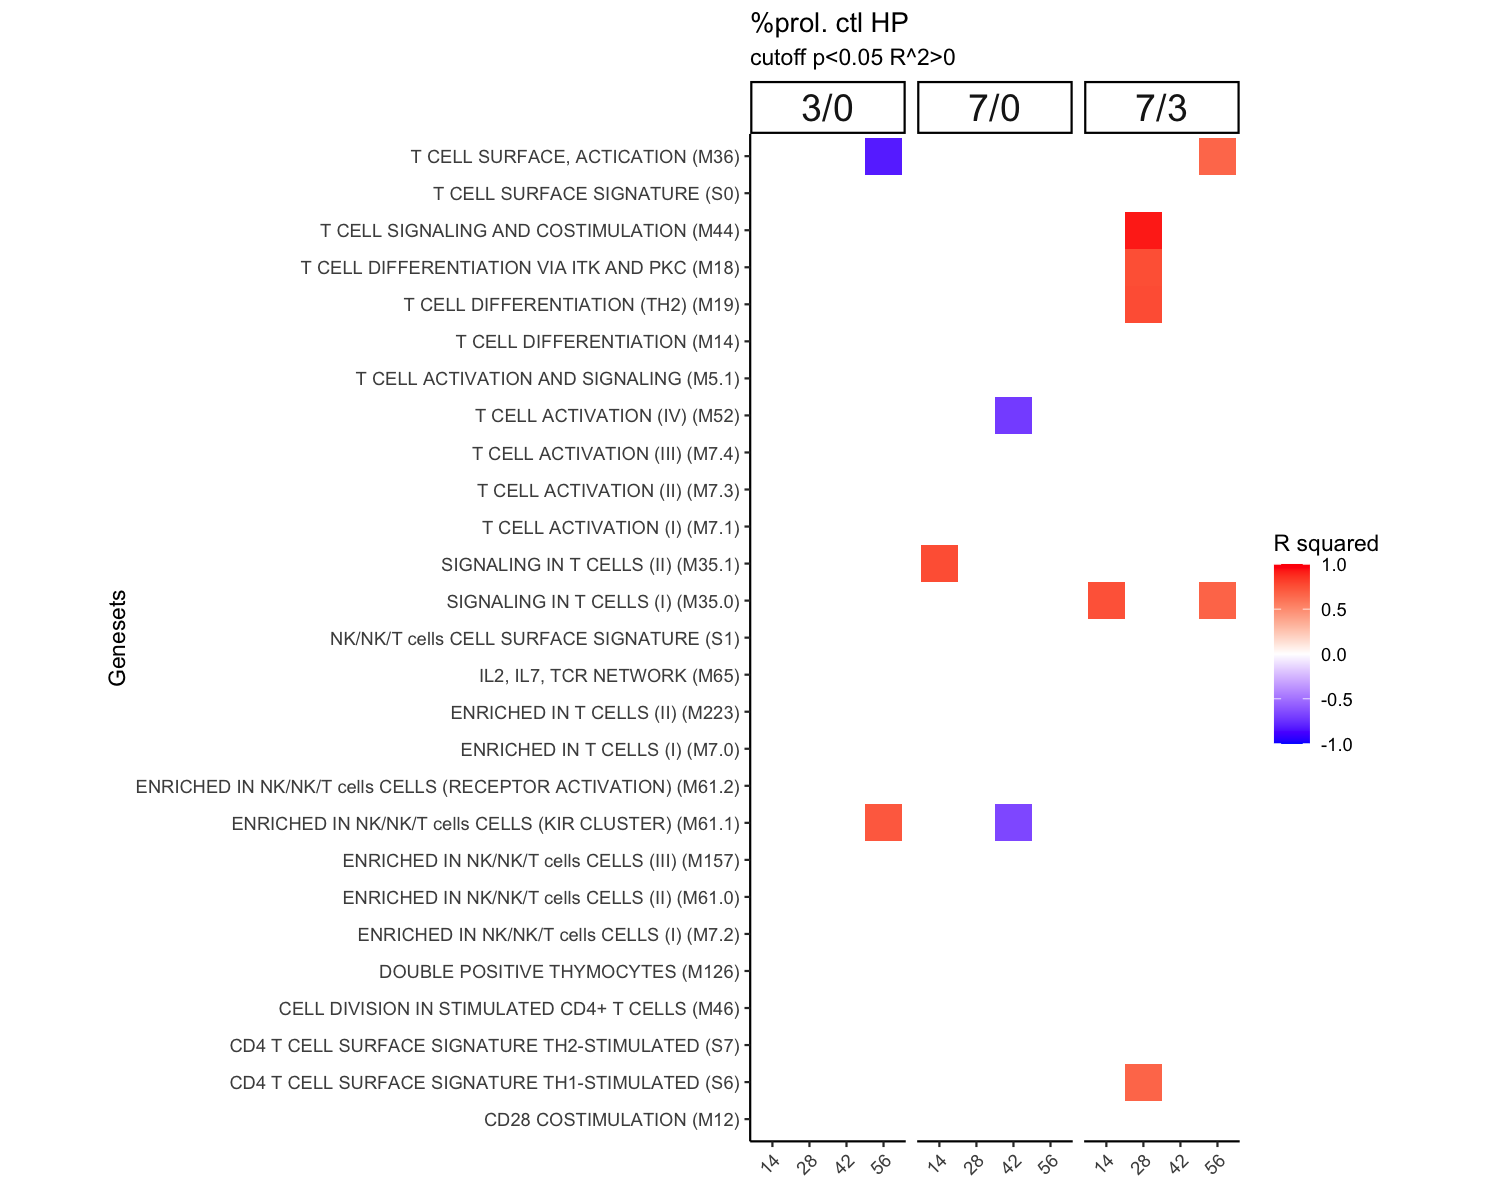 %prol. ctl HP
cutoff p<0.05 R^2>0
3/0 7/0 7/3
T CELL SURFACE, ACTICATION (M36)
T CELL SURFACE SIGNATURE (S0)
T CELL SIGNALING AND COSTIMULATION (M44)
T CELL DIFFERENTIATION VIA ITK AND PKC (M18)
T CELL DIFFERENTIATION (TH2) (M19)
T CELL DIFFERENTIATION (M14)
T CELL ACTIVATION AND SIGNALING (M5.1)
T CELL ACTIVATION (IV) (M52)
T CELL ACTIVATION (III) (M7.4)
T CELL ACTIVATION (II) (M7.3)
T CELL ACTIVATION (I) (M7.1)
SIGNALING IN T CELLS (II) (M35.1)
SIGNALING IN T CELLS (I) (M35.0)
NK/NK/T cells CELL SURFACE SIGNATURE (S1)
IL2, IL7, TCR NETWORK (M65)
ENRICHED IN T CELLS (II) (M223)
ENRICHED IN T CELLS (I) (M7.0)
ENRICHED IN NK/NK/T cells CELLS (RECEPTOR ACTIVATION) (M61.2)
ENRICHED IN NK/NK/T cells CELLS (KIR CLUSTER) (M61.1)
ENRICHED IN NK/NK/T cells CELLS (III) (M157)
ENRICHED IN NK/NK/T cells CELLS (II) (M61.0)
ENRICHED IN NK/NK/T cells CELLS (I) (M7.2)
DOUBLE POSITIVE THYMOCYTES (M126)
CELL DIVISION IN STIMULATED CD4+ T CELLS (M46)
CD4 T CELL SURFACE SIGNATURE TH2-STIMULATED (S7)
CD4 T CELL SURFACE SIGNATURE TH1-STIMULATED (S6)
CD28 COSTIMULATION (M12)
Genesets
14 28 42 56 14 28 42 56 14 28 42 56
R squared
1.0
0.5
0.0
-0.5
-1.0